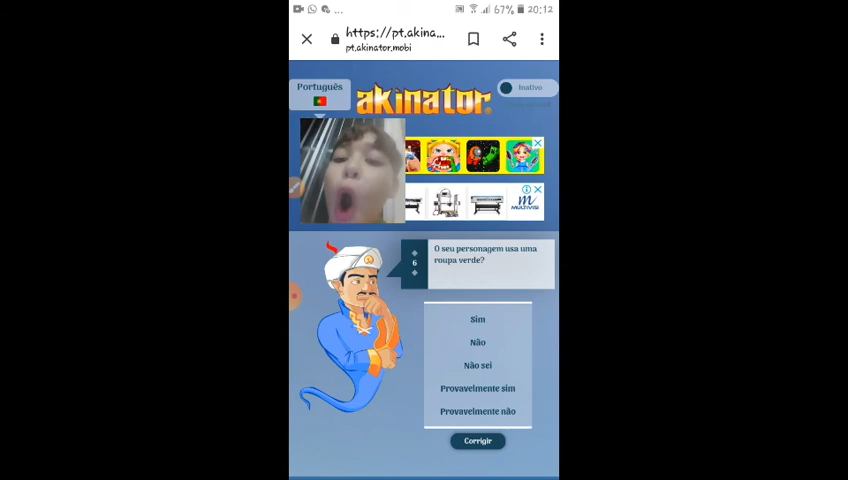 67% 20:12
https://pt.akina...
pt.akinator.mobi
Português
akinator
Inativo
MULTIVISI
6
O seu personagem usa uma
roupa verde?
Sim
Não
Não sei
Provavelmente sim
Provavelmente não
Corrigir